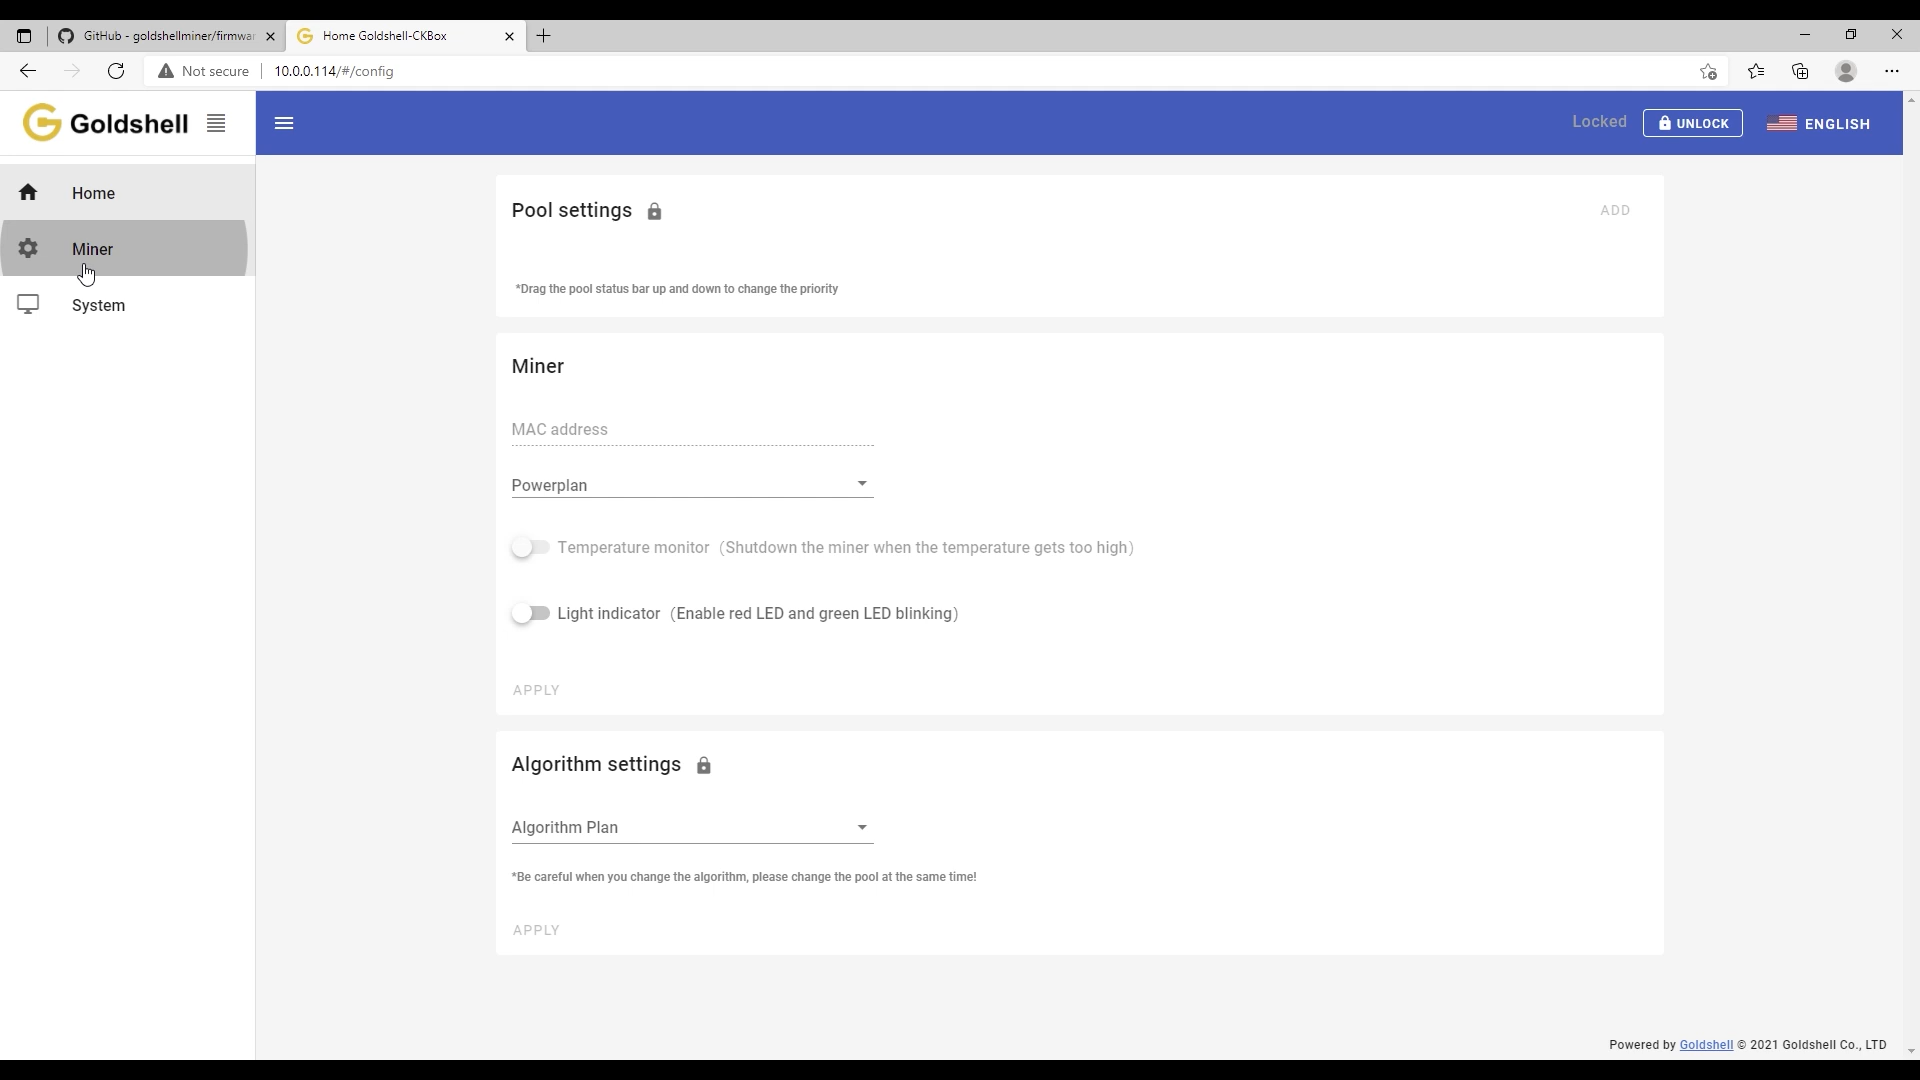 GitHub - goldshellminer/firmwar
Home Goldshell-CKBox
Not secure
10.0.0.114/#/config
Goldshell
Locked
UNLOCK
ENGLISH
Home
Miner
System
Pool settings
ADD
*Drag the pool status bar up and down to change the priority
Miner
MAC address
Powerplan
Temperature monitor (Shutdown the miner when the temperature gets too high)
Light indicator (Enable red LED and green LED blinking)
APPLY
Algorithm settings
Algorithm Plan
*Be careful when you change the algorithm, please change the pool at the same time!
APPLY
Powered by Goldshell © 2021 Goldshell Co., LTD